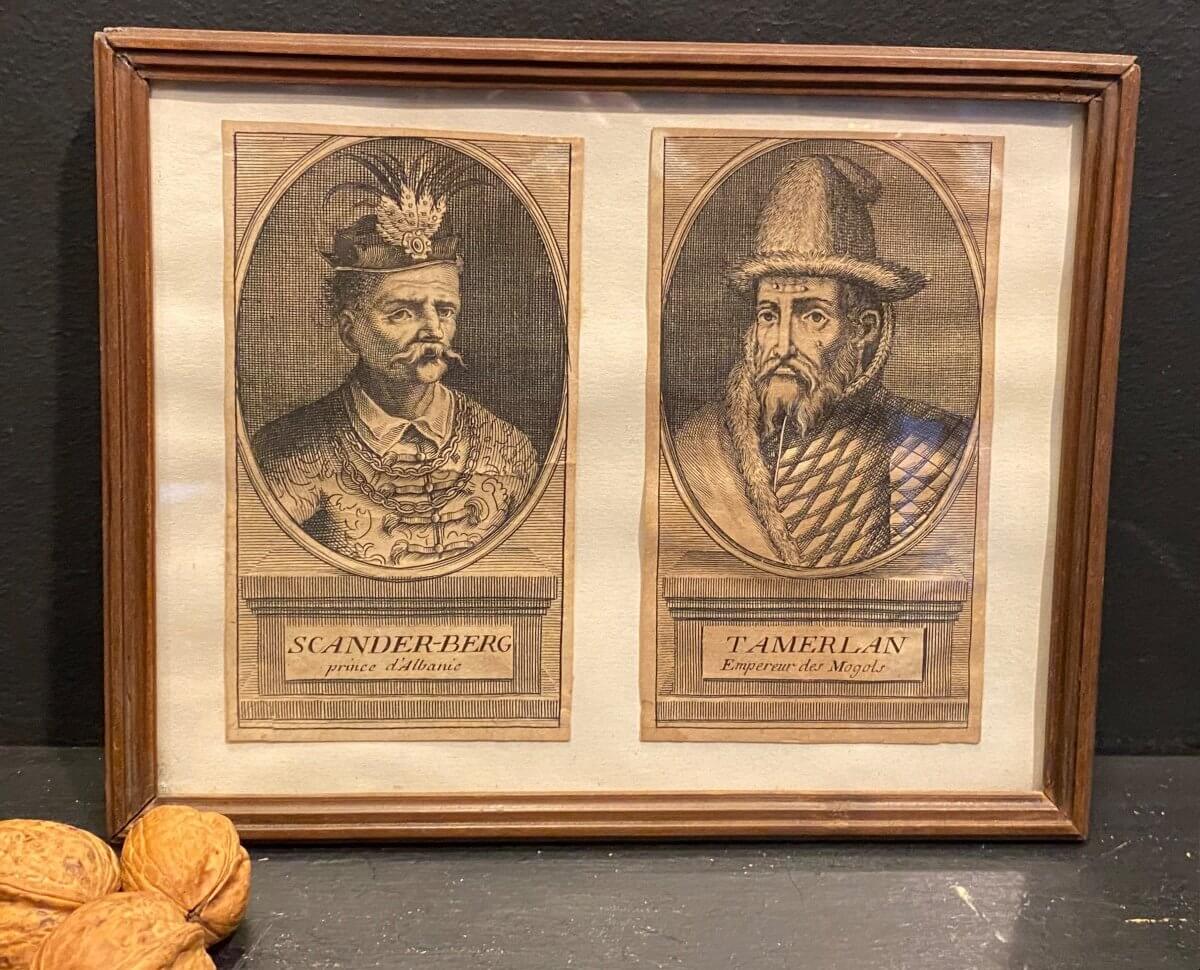 SCANDER-BERG
prince d'Albanie
TAMERLAN
Empereur des Mogols